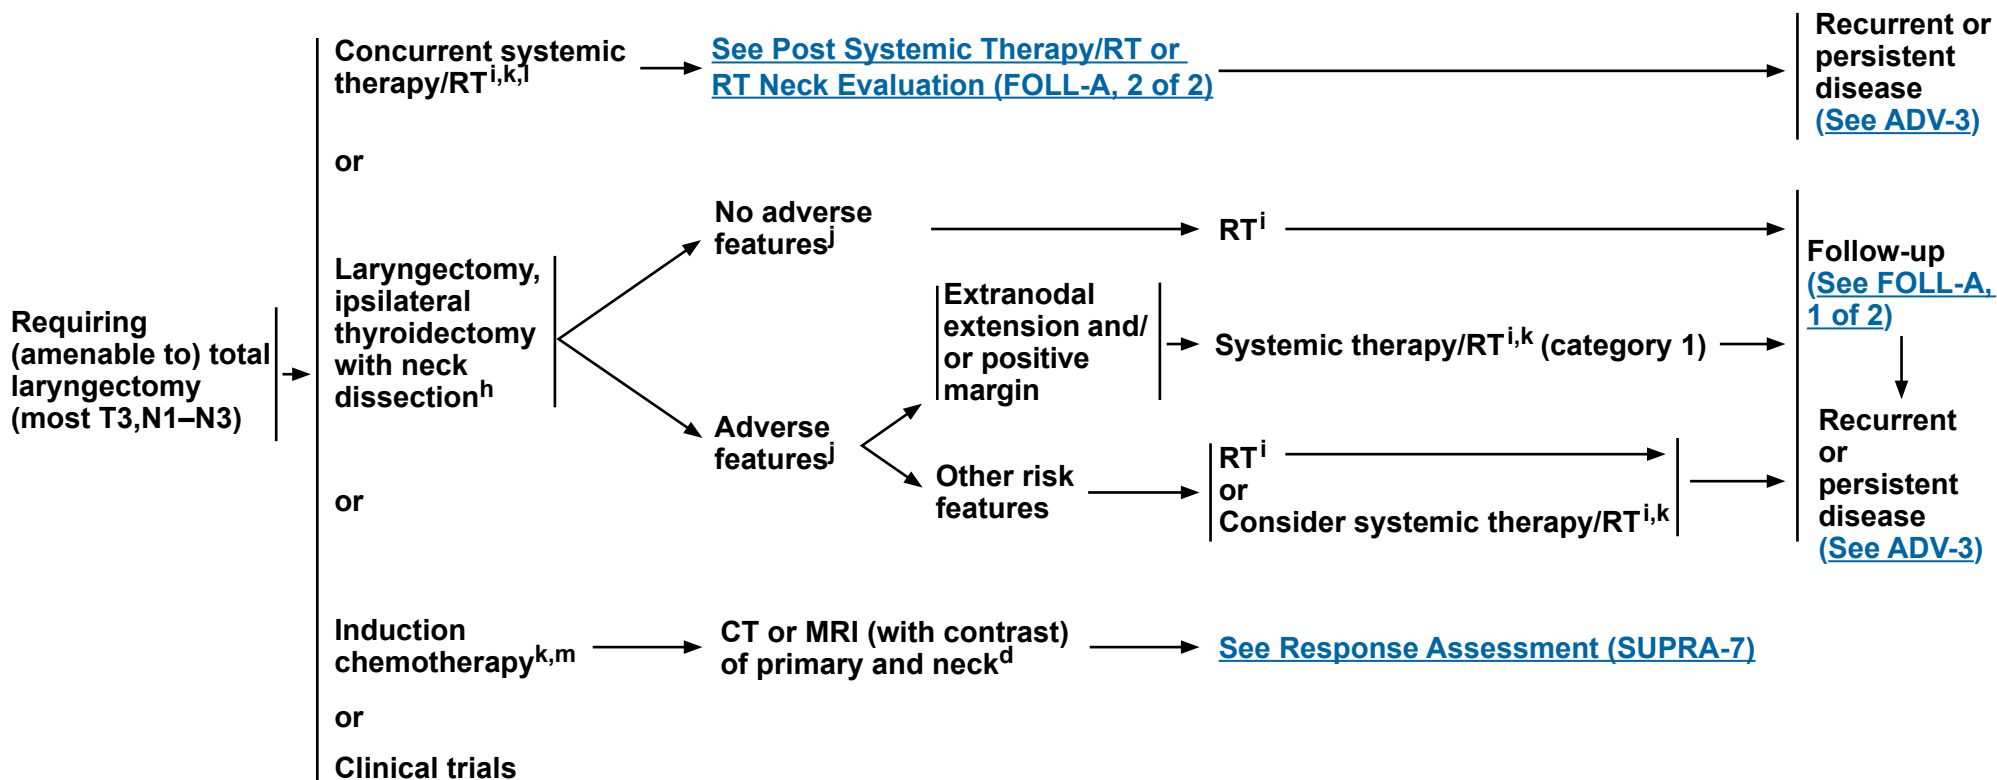 Requiring
(amenable to) total
laryngectomy
(most T3,N1–N3)
Concurrent systemic
therapy/RTi,k,l
See Post Systemic Therapy/RT or
RT Neck Evaluation (FOLL-A, 2 of 2)
Recurrent or
persistent
disease
(See ADV-3)
or
Laryngectomy,
ipsilateral
thyroidectomy
with neck
dissectionh
No adverse
featuresj
RTi
Adverse
featuresj
Extranodal
extension and/
or positive
margin
Systemic therapy/RTi,k (category 1)
Other risk
features
RTi
or
Consider systemic therapy/RTi,k
Follow-up
(See FOLL-A,
1 of 2)
Recurrent
or
persistent
disease
(See ADV-3)
or
Induction
chemotherapyk,m
CT or MRI (with contrast)
of primary and neckd
See Response Assessment (SUPRA-7)
or
Clinical trials